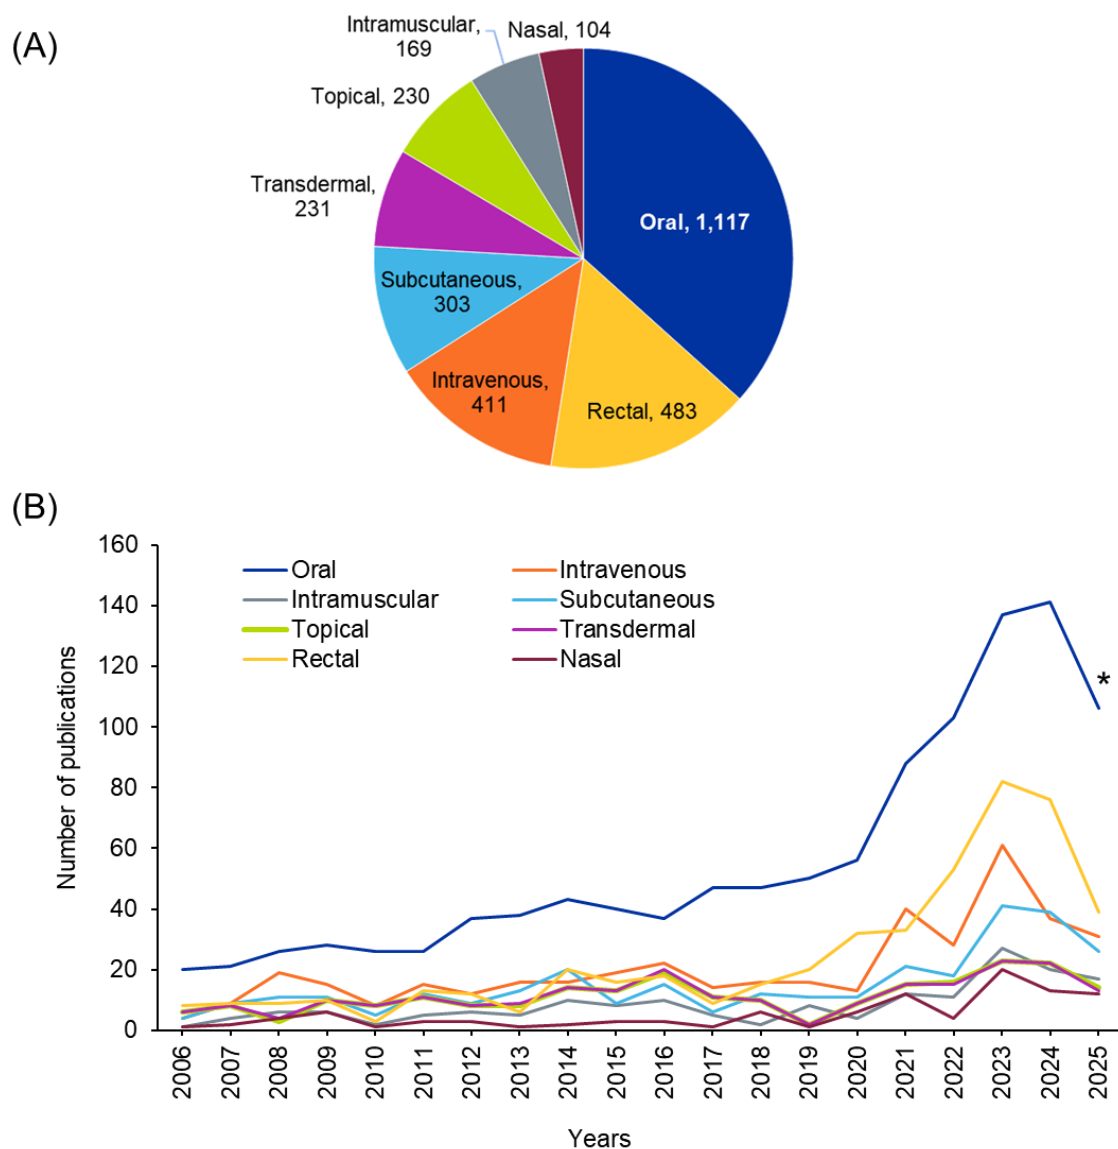 (A)
Intramuscular,
169
Nasal, 104
Topical, 230
Transdermal,
231
Oral, 1,117
Subcutaneous,
303
Intravenous,
411
Rectal, 483
(B)
Number of publications
160
140
120
100
80
60
40
20
0
Oral
Intravenous
Intramuscular
Subcutaneous
Topical
Transdermal
Rectal
Nasal
*
2006
2007
2008
2009
2010
2011
2012
2013
2014
2015
2016
2017
2018
2019
2020
2021
2022
2023
2024
2025
Years